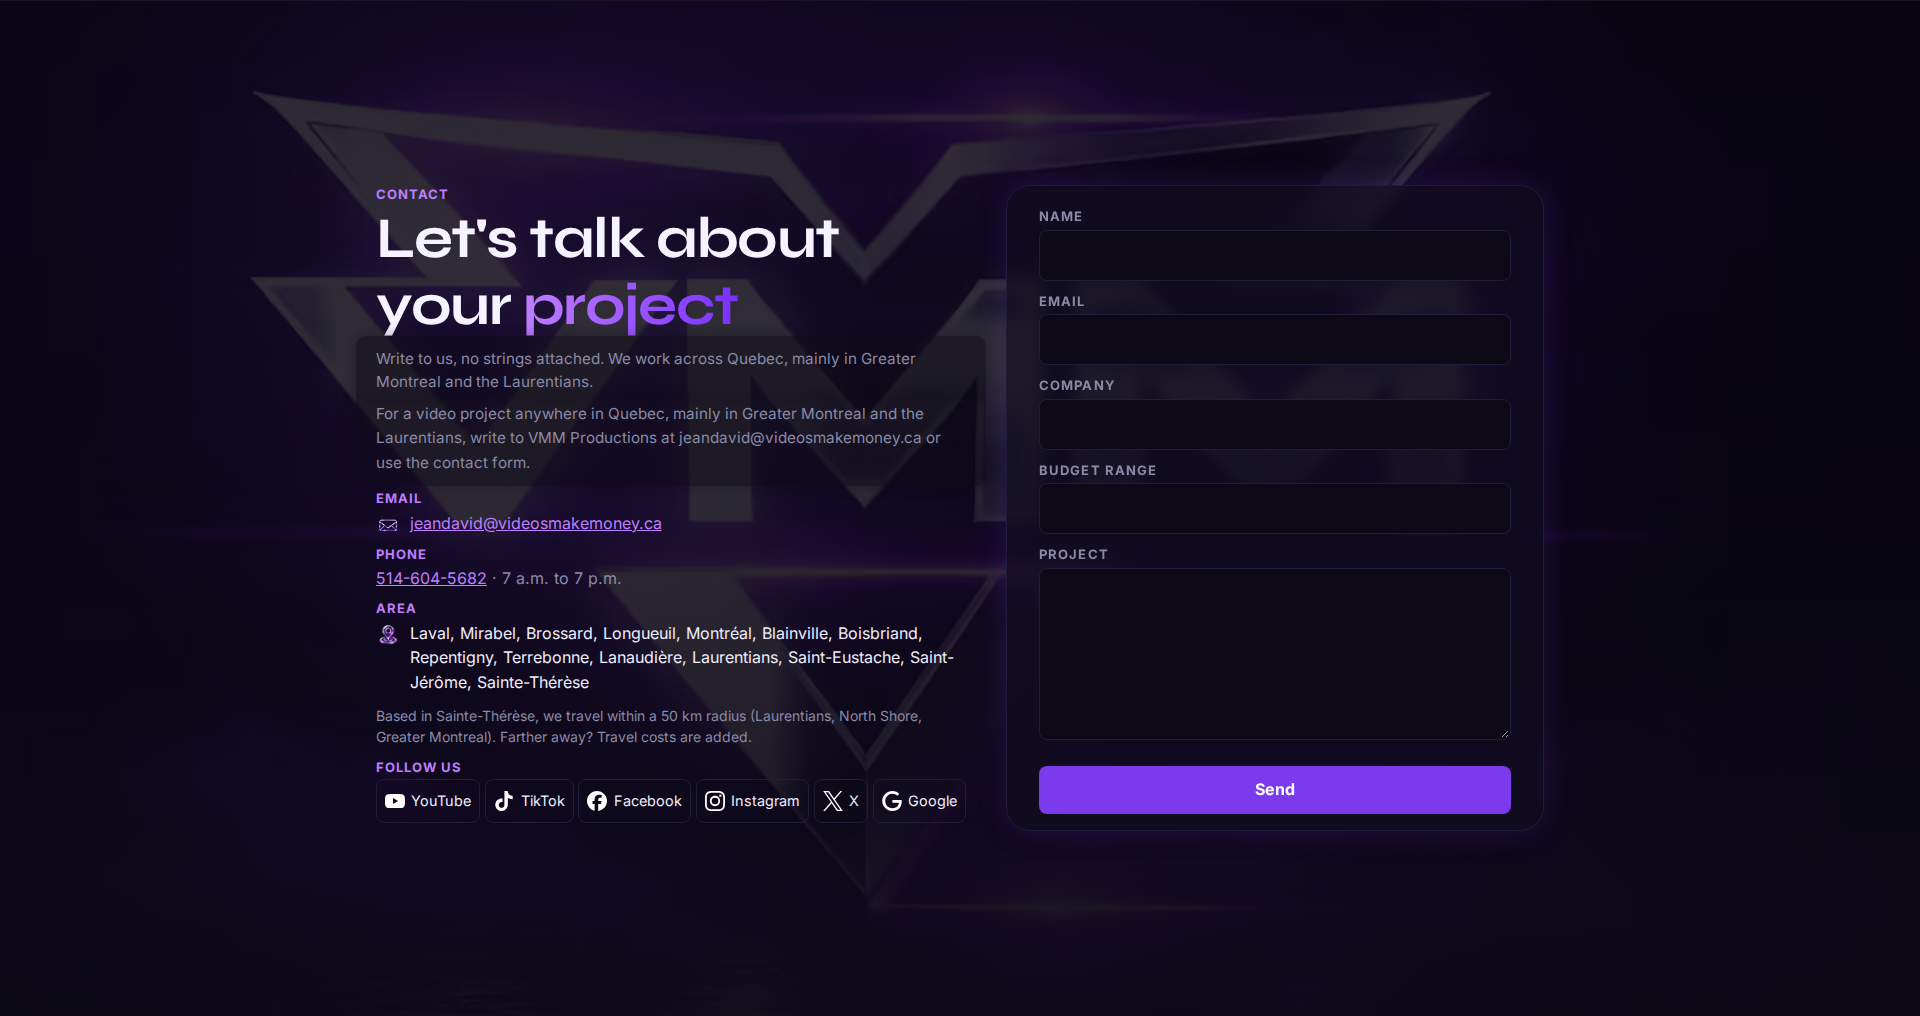 CONTACT
Let's talk about
your project
Write to us, no strings attached. We work across Quebec, mainly in Greater
Montreal and the Laurentians.
For a video project anywhere in Quebec, mainly in Greater Montreal and the
Laurentians, write to VMM Productions at jeandavid@videosmakemoney.ca or
use the contact form.
EMAIL
jeandavid@videosmakemoney.ca
PHONE
514-604-5682 · 7 a.m. to 7 p.m.
AREA
Laval, Mirabel, Brossard, Longueuil, Montréal, Blainville, Boisbriand,
Repentigny, Terrebonne, Lanaudière, Laurentians, Saint-Eustache, Saint-
Jérôme, Sainte-Thérèse
Based in Sainte-Thérèse, we travel within a 50 km radius (Laurentians, North Shore,
Greater Montreal). Farther away? Travel costs are added.
FOLLOW US
YouTube TikTok Facebook Instagram X Google
NAME
EMAIL
COMPANY
BUDGET RANGE
PROJECT
Send
VMM